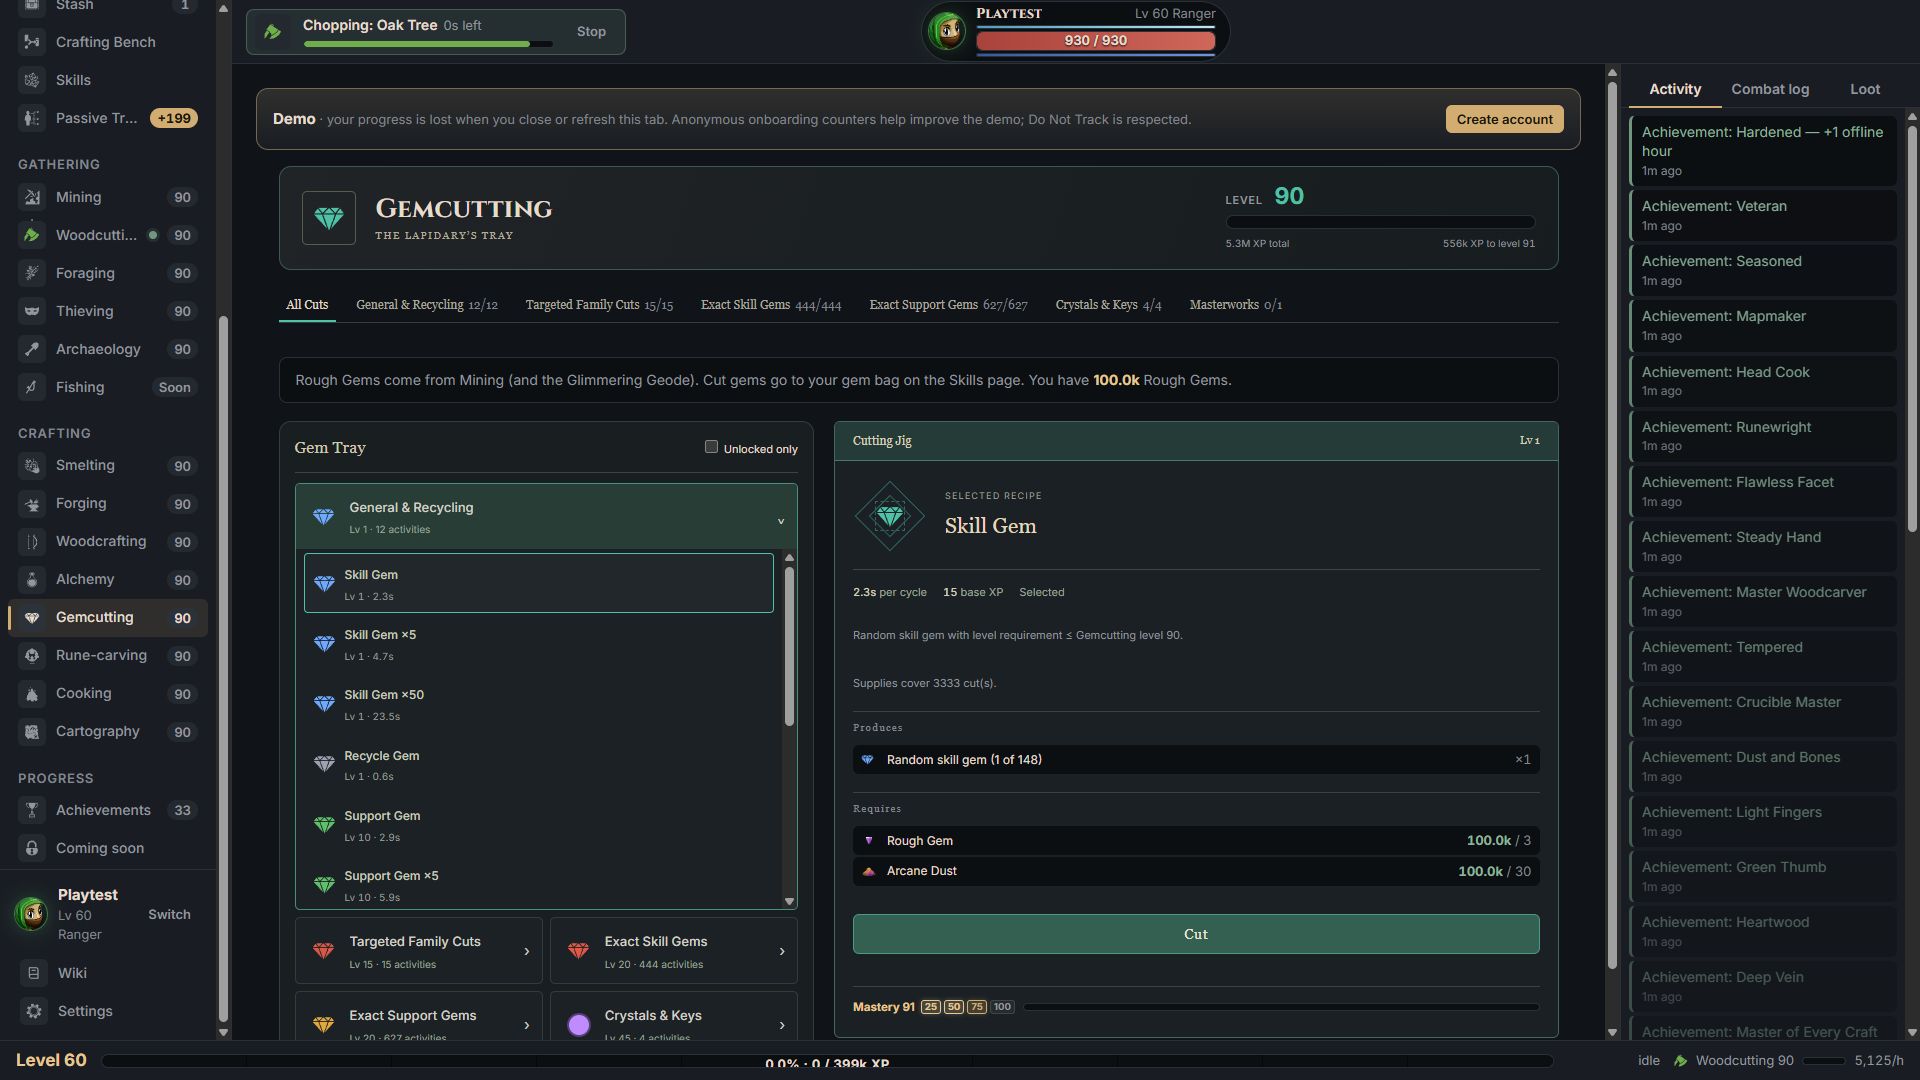 Stash 1
Crafting Bench
Skills
Passive Tr... +199
GATHERING
Mining 90
Woodcutti... 90
Foraging 90
Thieving 90
Archaeology 90
Fishing Soon
CRAFTING
Smelting 90
Forging 90
Woodcrafting 90
Alchemy 90
Gemcutting 90
Rune-carving 90
Cooking 90
Cartography 90
PROGRESS
Achievements 33
Coming soon
Playtest
Lv 60
Ranger
Switch
Wiki
Settings
Chopping: Oak Tree 0s left
Stop
PLAYTEST Lv 60 Ranger
930 / 930
Demo · your progress is lost when you close or refresh this tab. Anonymous onboarding counters help improve the demo; Do Not Track is respected.
Create account
GEMCUTTING
THE LAPIDARY'S TRAY
LEVEL 90
5.3M XP total 556k XP to level 91
All Cuts General & Recycling 12/12 Targeted Family Cuts 15/15 Exact Skill Gems 444/444 Exact Support Gems 627/627 Crystals & Keys 4/4 Masterworks 0/1
Rough Gems come from Mining (and the Glimmering Geode). Cut gems go to your gem bag on the Skills page. You have 100.0k Rough Gems.
Gem Tray
Unlocked only
General & Recycling
Lv 1 · 12 activities
Skill Gem
Lv 1 · 2.3s
Skill Gem ×5
Lv 1 · 4.7s
Skill Gem ×50
Lv 1 · 23.5s
Recycle Gem
Lv 1 · 0.6s
Support Gem
Lv 10 · 2.9s
Support Gem ×5
Lv 10 · 5.9s
Targeted Family Cuts
Lv 15 · 15 activities
Exact Skill Gems
Lv 20 · 444 activities
Exact Support Gems
Lv 20 · 627 activities
Crystals & Keys
Lv 45 · 4 activities
Cutting Jig Lv 1
SELECTED RECIPE
Skill Gem
2.3s per cycle 15 base XP Selected
Random skill gem with level requirement ≤ Gemcutting level 90.
Supplies cover 3333 cut(s).
Produces
Random skill gem (1 of 148) ×1
Requires
Rough Gem 100.0k / 3
Arcane Dust 100.0k / 30
Cut
Mastery 91 25 50 75 100
Activity Combat log Loot
Achievement: Hardened — +1 offline
hour
1m ago
Achievement: Veteran
1m ago
Achievement: Seasoned
1m ago
Achievement: Mapmaker
1m ago
Achievement: Head Cook
1m ago
Achievement: Runewright
1m ago
Achievement: Flawless Facet
1m ago
Achievement: Steady Hand
1m ago
Achievement: Master Woodcarver
1m ago
Achievement: Tempered
1m ago
Achievement: Crucible Master
1m ago
Achievement: Dust and Bones
1m ago
Achievement: Light Fingers
1m ago
Achievement: Green Thumb
1m ago
Achievement: Heartwood
1m ago
Achievement: Deep Vein
1m ago
Achievement: Master of Every Craft
Level 60
0.0% · 0 / 399k XP
idle Woodcutting 90 5,125/h